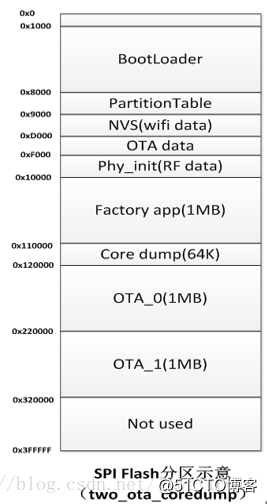 0x0
0x1000
BootLoader
0x8000
PartitionTable
0x9000
NVS(wifi data)
0xD000
OTA data
0xF000
Phy_init(RF data)
0x10000
Factory app(1MB)
0x110000
Core dump(64K)
0x120000
OTA_0(1MB)
0x220000
OTA_1(1MB)
0x320000
Not used
0x3FFFFF
/blog.csdn.net/
@51CTO博客
SPI Flash分区示意
（two_ota_coredump）